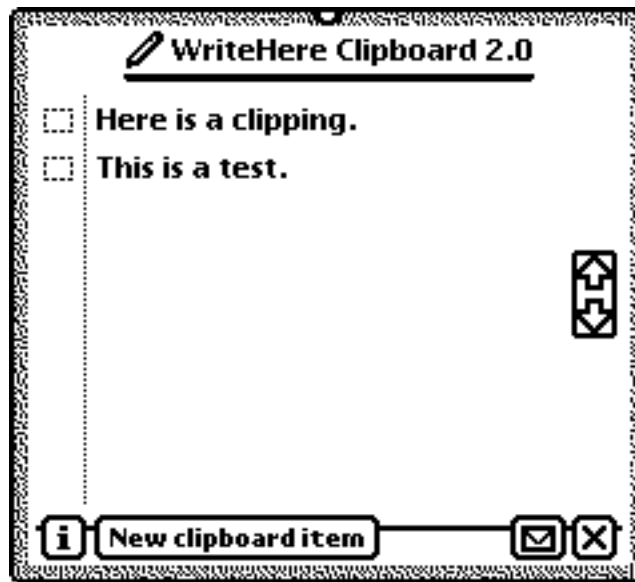 WriteHere Clipboard 2.0
Here is a clipping.
This is a test.
i New clipboard item